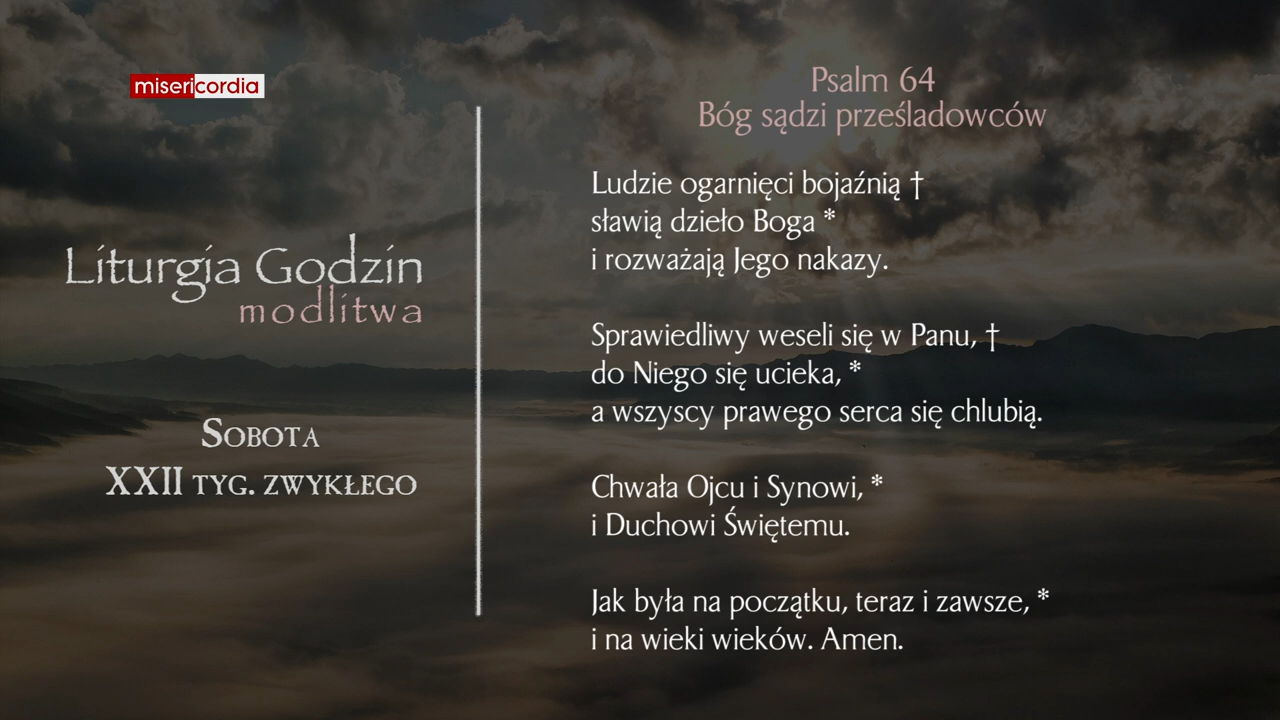 misericordia
Liturgia Godzin
modlitwa
Sobota
XXII tyg. zwykłego
Psalm 64
Bóg sądzi prześladowców
Ludzie ogarnięci bojaźnią †
sławią dzieło Boga *
i rozważają Jego nakazy.
Sprawiedliwy weseli się w Panu, †
do Niego się ucieka, *
a wszyscy prawego serca się chlubią.
Chwała Ojcu i Synowi, *
i Duchowi Świętemu.
Jak była na początku, teraz i zawsze, *
i na wieki wieków. Amen.